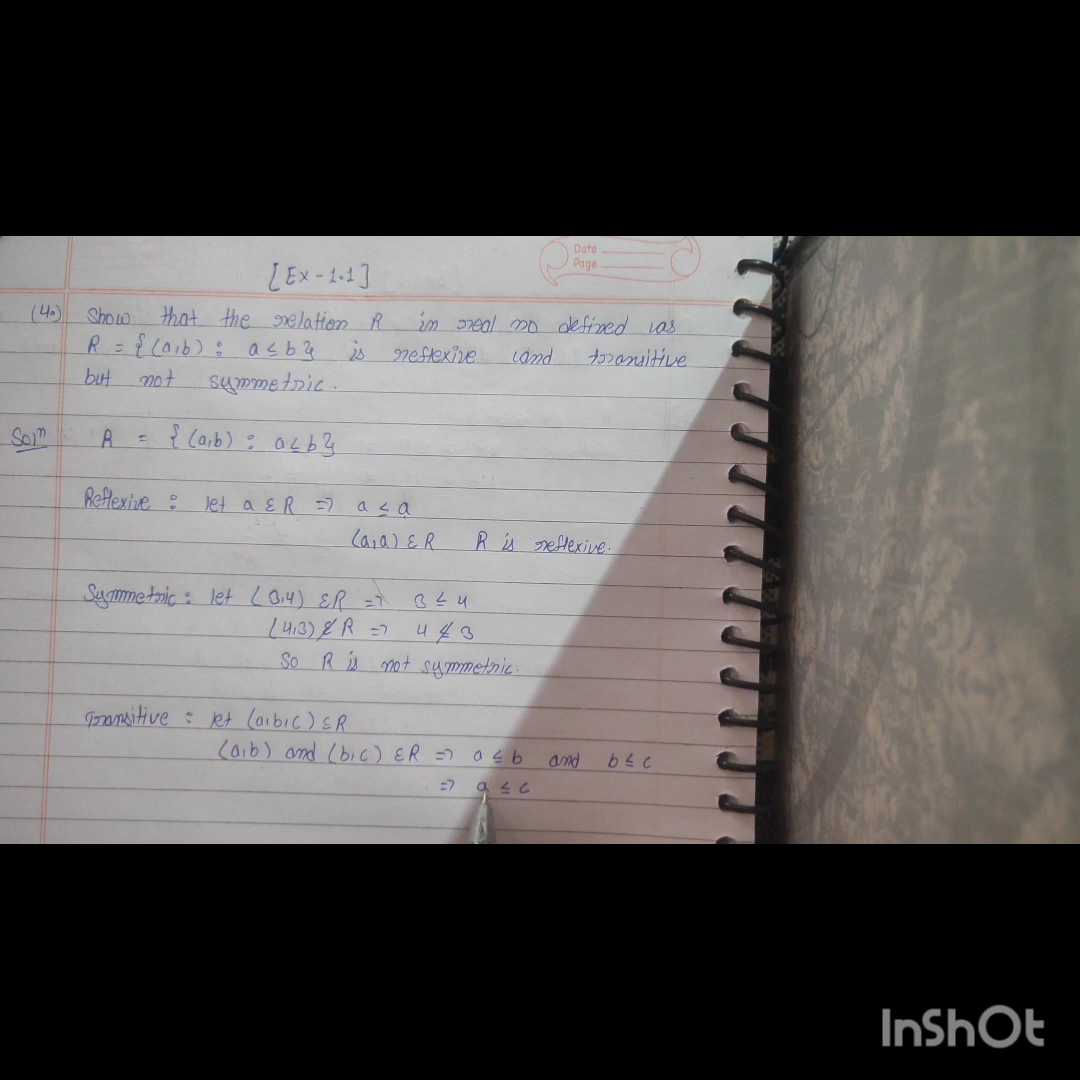 Date
Page
[Ex - 1.1]
(4.) Show that the relation R in real no defined as
R = {(a,b) : a ≤ b} is reflexive and transitive
but not symmetric.
Solⁿ R = {(a,b) : a ≤ b}
Reflexive : let a ε R => a ≤ a
(a,a) ε R R is reflexive.
Symmetric : let (3,4) ε R => 3 ≤ 4
(4,3) ∉ R => 4 ≰ 3
So R is not symmetric.
Transitive : let (a,b,c) ε R
(a,b) and (b,c) ε R => a ≤ b and b ≤ c
=> a ≤ c
InShOt